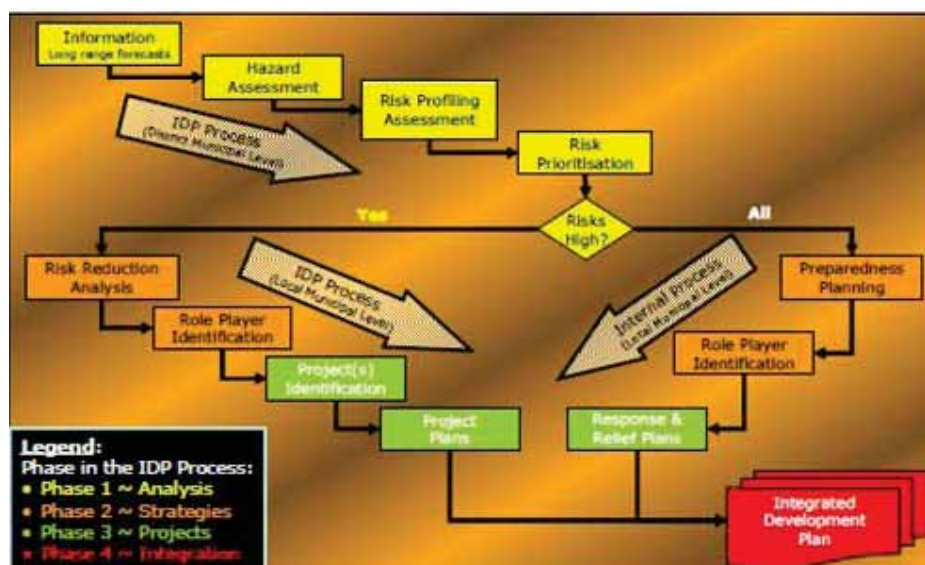 Information
Long range forecasts
Hazard
Assessment
Risk Profiling
Assessment
Risk
Prioritisation
IDP Process
(District Municipal Level)
Yes
Risks
High?
All
Risk Reduction
Analysis
IDP Process
(Local Municipal Level)
Internal Process
(Local Municipal Level)
Preparedness
Planning
Role Player
Identification
Role Player
Identification
Project(s)
Identification
Project
Plans
Response &
Relief Plans
Legend:
Phase in the IDP Process:
• Phase 1 ~ Analysis
• Phase 2 ~ Strategies
• Phase 3 ~ Projects
• Phase 4 ~ Integration
Integrated
Development
Plan